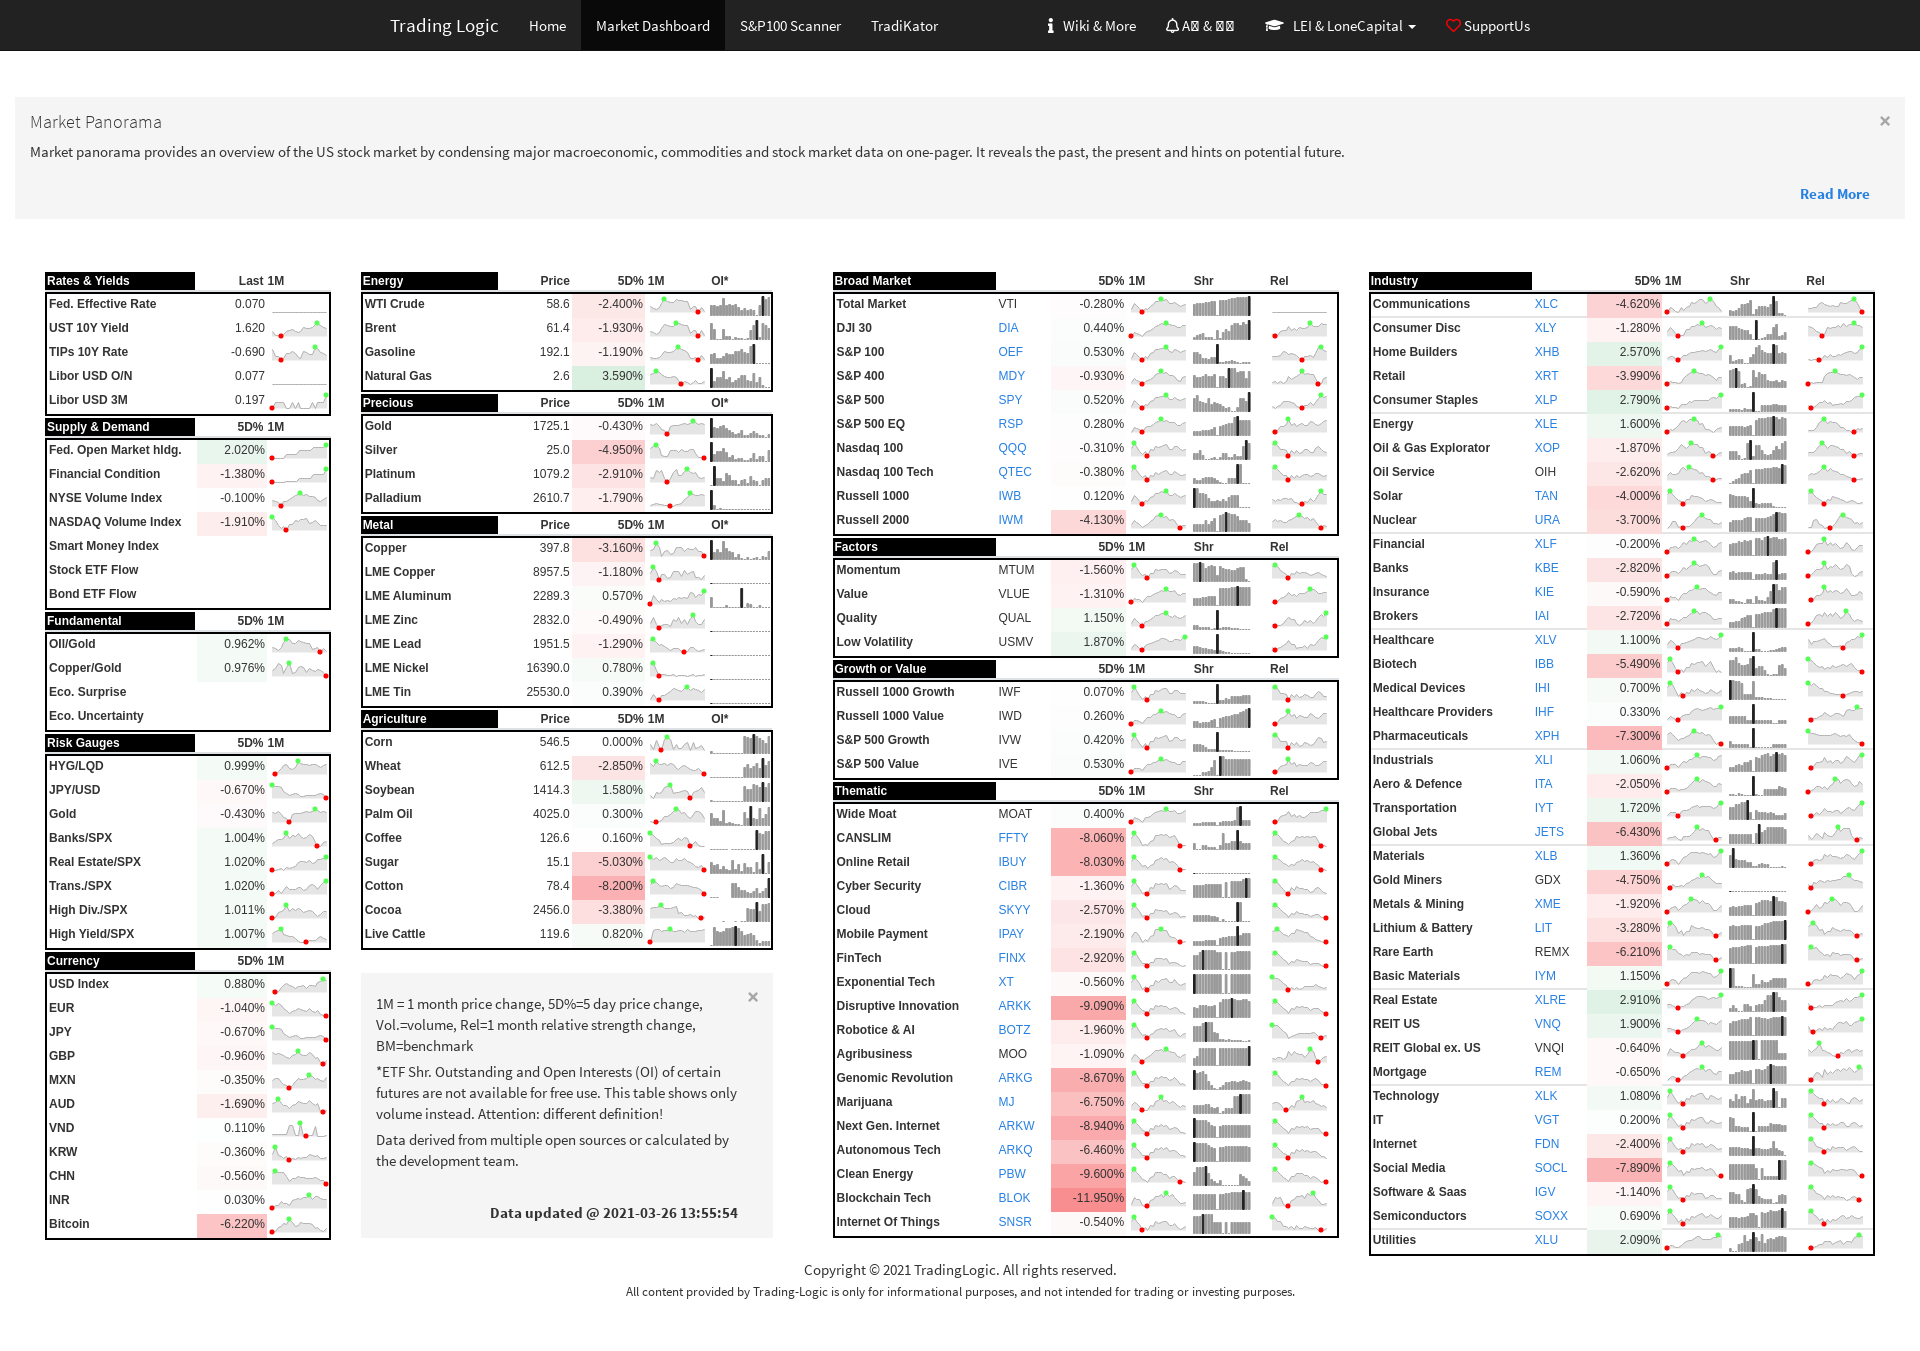 Trading Logic Home Market Dashboard S&P100 Scanner TradiKator Wiki & More LEI & LoneCapital SupportUs
Market Panorama ×
Market panorama provides an overview of the US stock market by condensing major macroeconomic, commodities and stock market data on one-pager. It reveals the past, the present and hints on potential future.
Read More
Rates & Yields Last 1M
Fed. Effective Rate 0.070
UST 10Y Yield 1.620
TIPs 10Y Rate -0.690
Libor USD O/N 0.077
Libor USD 3M 0.197
Supply & Demand 5D% 1M
Fed. Open Market hldg. 2.020%
Financial Condition -1.380%
NYSE Volume Index -0.100%
NASDAQ Volume Index -1.910%
Smart Money Index
Stock ETF Flow
Bond ETF Flow
Fundamental 5D% 1M
Oll/Gold 0.962%
Copper/Gold 0.976%
Eco. Surprise
Eco. Uncertainty
Risk Gauges 5D% 1M
HYG/LQD 0.999%
JPY/USD -0.670%
Gold -0.430%
Banks/SPX 1.004%
Real Estate/SPX 1.020%
Trans./SPX 1.020%
High Div./SPX 1.011%
High Yield/SPX 1.007%
Currency 5D% 1M
USD Index 0.880%
EUR -1.040%
JPY -0.670%
GBP -0.960%
MXN -0.350%
AUD -1.690%
VND 0.110%
KRW -0.360%
CHN -0.560%
INR 0.030%
Bitcoin -6.220%
Energy Price 5D% 1M OI*
WTI Crude 58.6 -2.400%
Brent 61.4 -1.930%
Gasoline 192.1 -1.190%
Natural Gas 2.6 3.590%
Precious Price 5D% 1M OI*
Gold 1725.1 -0.430%
Silver 25.0 -4.950%
Platinum 1079.2 -2.910%
Palladium 2610.7 -1.790%
Metal Price 5D% 1M OI*
Copper 397.8 -3.160%
LME Copper 8957.5 -1.180%
LME Aluminum 2289.3 0.570%
LME Zinc 2832.0 -0.490%
LME Lead 1951.5 -1.290%
LME Nickel 16390.0 0.780%
LME Tin 25530.0 0.390%
Agriculture Price 5D% 1M OI*
Corn 546.5 0.000%
Wheat 612.5 -2.850%
Soybean 1414.3 1.580%
Palm Oil 4025.0 0.300%
Coffee 126.6 0.160%
Sugar 15.1 -5.030%
Cotton 78.4 -8.200%
Cocoa 2456.0 -3.380%
Live Cattle 119.6 0.820%
×
1M = 1 month price change, 5D%=5 day price change,
Vol.=volume, Rel=1 month relative strength change,
BM=benchmark
*ETF Shr. Outstanding and Open Interests (OI) of certain
futures are not available for free use. This table shows only
volume instead. Attention: different definition!
Data derived from multiple open sources or calculated by
the development team.
Data updated @ 2021-03-26 13:55:54
Broad Market 5D% 1M Shr Rel
Total Market VTI -0.280%
DJI 30 DIA 0.440%
S&P 100 OEF 0.530%
S&P 400 MDY -0.930%
S&P 500 SPY 0.520%
S&P 500 EQ RSP 0.280%
Nasdaq 100 QQQ -0.310%
Nasdaq 100 Tech QTEC -0.380%
Russell 1000 IWB 0.120%
Russell 2000 IWM -4.130%
Factors 5D% 1M Shr Rel
Momentum MTUM -1.560%
Value VLUE -1.310%
Quality QUAL 1.150%
Low Volatility USMV 1.870%
Growth or Value 5D% 1M Shr Rel
Russell 1000 Growth IWF 0.070%
Russell 1000 Value IWD 0.260%
S&P 500 Growth IVW 0.420%
S&P 500 Value IVE 0.530%
Thematic 5D% 1M Shr Rel
Wide Moat MOAT 0.400%
CANSLIM FFTY -8.060%
Online Retail IBUY -8.030%
Cyber Security CIBR -1.360%
Cloud SKYY -2.570%
Mobile Payment IPAY -2.190%
FinTech FINX -2.920%
Exponential Tech XT -0.560%
Disruptive Innovation ARKK -9.090%
Robotice & AI BOTZ -1.960%
Agribusiness MOO -1.090%
Genomic Revolution ARKG -8.670%
Marijuana MJ -6.750%
Next Gen. Internet ARKW -8.940%
Autonomous Tech ARKQ -6.460%
Clean Energy PBW -9.600%
Blockchain Tech BLOK -11.950%
Internet Of Things SNSR -0.540%
Industry 5D% 1M Shr Rel
Communications XLC -4.620%
Consumer Disc XLY -1.280%
Home Builders XHB 2.570%
Retail XRT -3.990%
Consumer Staples XLP 2.790%
Energy XLE 1.600%
Oil & Gas Explorator XOP -1.870%
Oil Service OIH -2.620%
Solar TAN -4.000%
Nuclear URA -3.700%
Financial XLF -0.200%
Banks KBE -2.820%
Insurance KIE -0.590%
Brokers IAI -2.720%
Healthcare XLV 1.100%
Biotech IBB -5.490%
Medical Devices IHI 0.700%
Healthcare Providers IHF 0.330%
Pharmaceuticals XPH -7.300%
Industrials XLI 1.060%
Aero & Defence ITA -2.050%
Transportation IYT 1.720%
Global Jets JETS -6.430%
Materials XLB 1.360%
Gold Miners GDX -4.750%
Metals & Mining XME -1.920%
Lithium & Battery LIT -3.280%
Rare Earth REMX -6.210%
Basic Materials IYM 1.150%
Real Estate XLRE 2.910%
REIT US VNQ 1.900%
REIT Global ex. US VNQI -0.640%
Mortgage REM -0.650%
Technology XLK 1.080%
IT VGT 0.200%
Internet FDN -2.400%
Social Media SOCL -7.890%
Software & Saas IGV -1.140%
Semiconductors SOXX 0.690%
Utilities XLU 2.090%
Copyright © 2021 TradingLogic. All rights reserved.
All content provided by Trading-Logic is only for informational purposes, and not intended for trading or investing purposes.